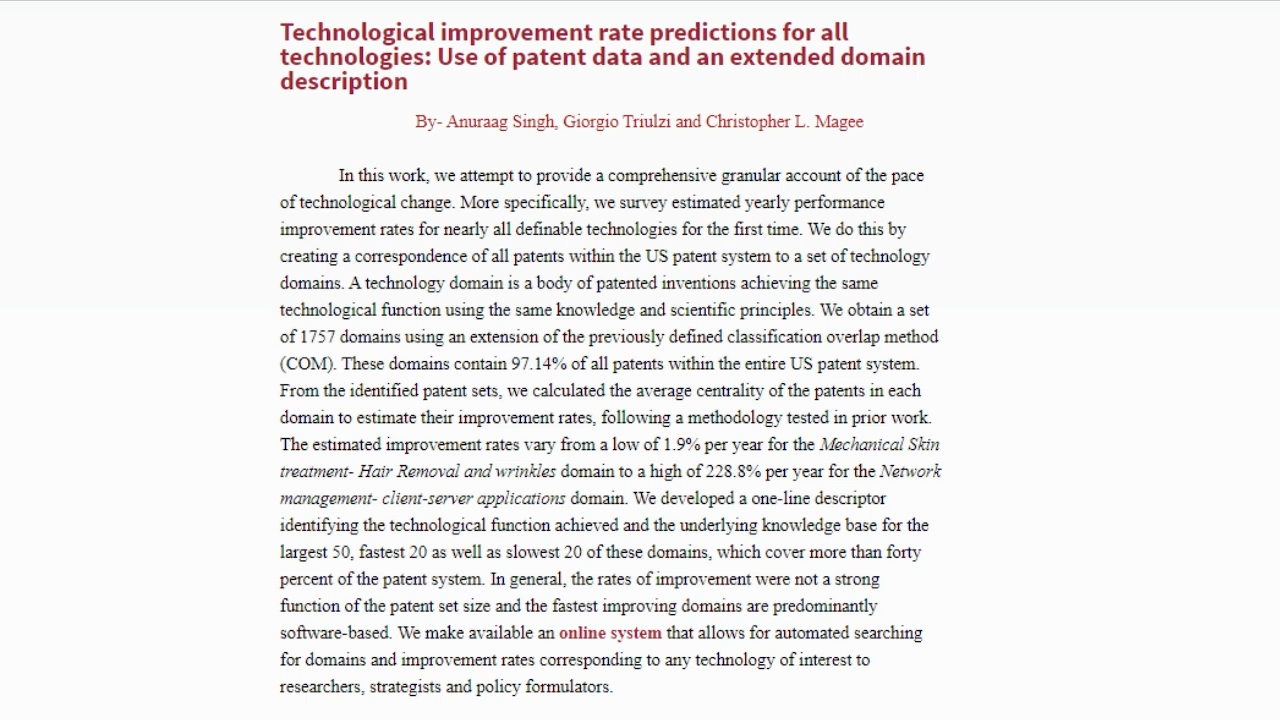 Technological improvement rate predictions for all
technologies: Use of patent data and an extended domain
description
By- Anuraag Singh, Giorgio Triulzi and Christopher L. Magee
In this work, we attempt to provide a comprehensive granular account of the pace
of technological change. More specifically, we survey estimated yearly performance
improvement rates for nearly all definable technologies for the first time. We do this by
creating a correspondence of all patents within the US patent system to a set of technology
domains. A technology domain is a body of patented inventions achieving the same
technological function using the same knowledge and scientific principles. We obtain a set
of 1757 domains using an extension of the previously defined classification overlap method
(COM). These domains contain 97.14% of all patents within the entire US patent system.
From the identified patent sets, we calculated the average centrality of the patents in each
domain to estimate their improvement rates, following a methodology tested in prior work.
The estimated improvement rates vary from a low of 1.9% per year for the Mechanical Skin
treatment- Hair Removal and wrinkles domain to a high of 228.8% per year for the Network
management- client-server applications domain. We developed a one-line descriptor
identifying the technological function achieved and the underlying knowledge base for the
largest 50, fastest 20 as well as slowest 20 of these domains, which cover more than forty
percent of the patent system. In general, the rates of improvement were not a strong
function of the patent set size and the fastest improving domains are predominantly
software-based. We make available an online system that allows for automated searching
for domains and improvement rates corresponding to any technology of interest to
researchers, strategists and policy formulators.